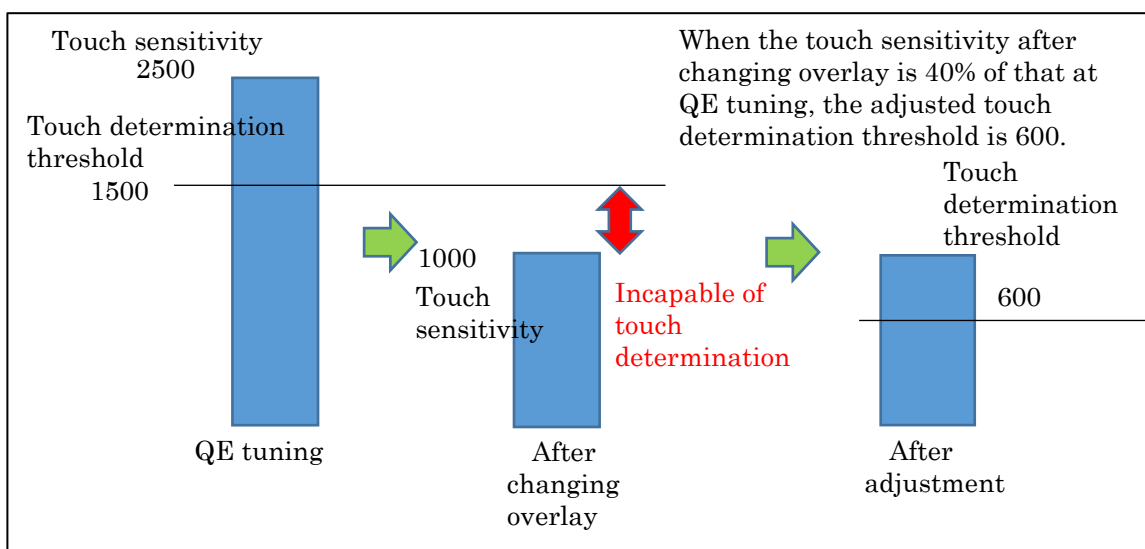 Touch sensitivity
2500
Touch determination
threshold
1500
QE tuning
1000
Touch
sensitivity
After
changing
overlay
Incapable of
touch
determination
When the touch sensitivity after
changing overlay is 40% of that at
QE tuning, the adjusted touch
determination threshold is 600.
Touch
determination
threshold
600
After
adjustment